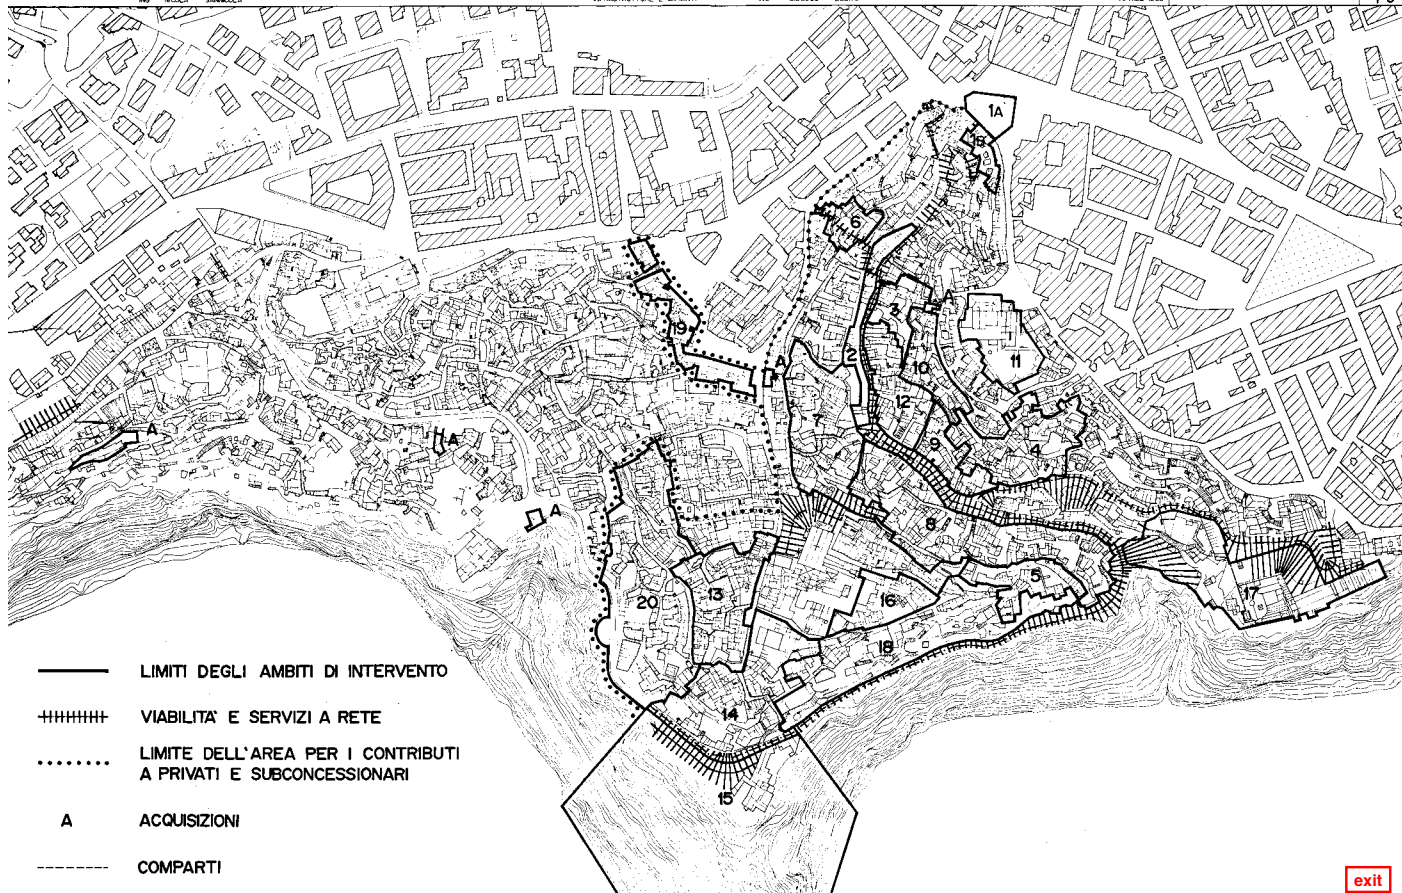 1A
1B
6
A
3
19
11
2
A
10
7
12
9
A
A
4
A
8
5
13
16
17
20
18
14
15
LIMITI DEGLI AMBITI DI INTERVENTO
VIABILITA' E SERVIZI A RETE
LIMITE DELL'AREA PER I CONTRIBUTI
A PRIVATI E SUBCONCESSIONARI
A ACQUISIZIONI
COMPARTI
exit